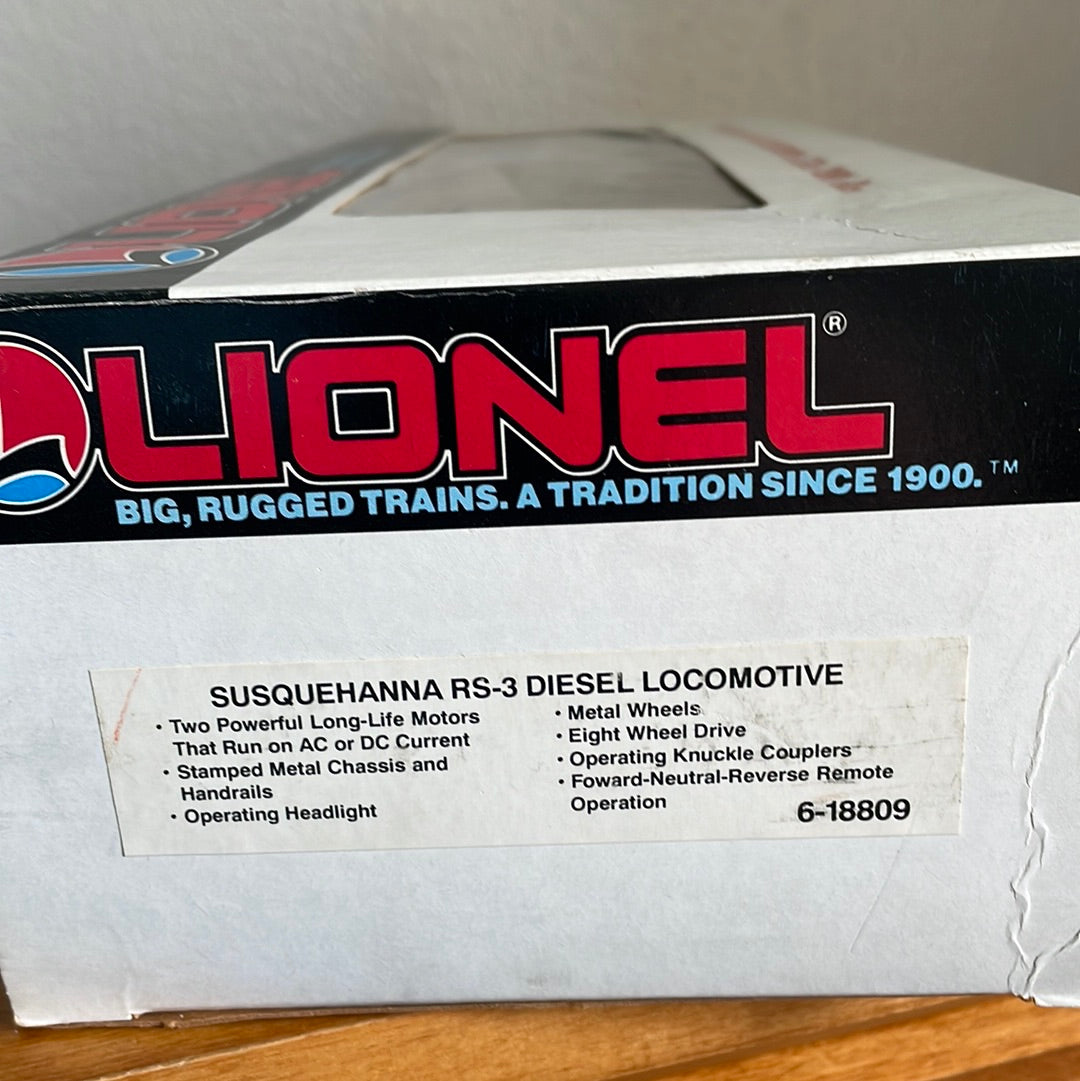 LIONEL
LIONEL®
BIG, RUGGED TRAINS. A TRADITION SINCE 1900.™
SUSQUEHANNA RS-3 DIESEL LOCOMOTIVE
• Two Powerful Long-Life Motors
That Run on AC or DC Current
• Stamped Metal Chassis and
Handrails
• Operating Headlight
• Metal Wheels
• Eight Wheel Drive
• Operating Knuckle Couplers
• Foward-Neutral-Reverse Remote
Operation
6-18809